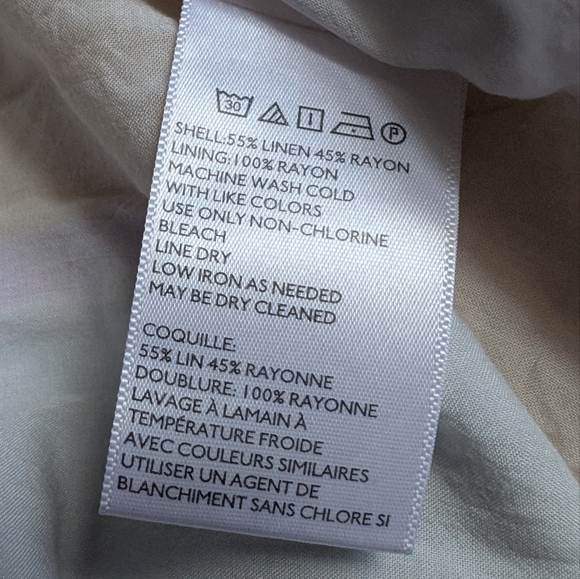 30 I P
SHELL:55% LINEN 45% RAYON
LINING:100% RAYON
MACHINE WASH COLD
WITH LIKE COLORS
USE ONLY NON-CHLORINE
BLEACH
LINE DRY
LOW IRON AS NEEDED
MAY BE DRY CLEANED
COQUILLE:
55% LIN 45% RAYONNE
DOUBLURE: 100% RAYONNE
LAVAGE À LAMAIN À
TEMPÉRATURE FROIDE
AVEC COULEURS SIMILAIRES
UTILISER UN AGENT DE
BLANCHIMENT SANS CHLORE SI